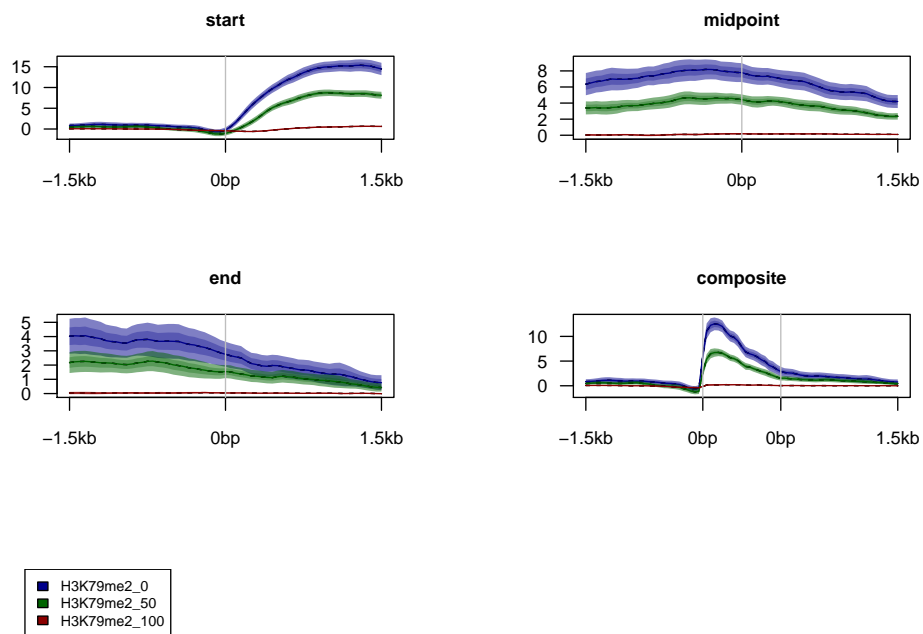 start
15
10
5
0
−1.5kb 0bp 1.5kb
midpoint
8
6
4
2
0
−1.5kb 0bp 1.5kb
end
5
4
3
2
1
0
−1.5kb 0bp 1.5kb
composite
10
5
0
−1.5kb 0bp 0bp 1.5kb
H3K79me2_0
H3K79me2_50
H3K79me2_100